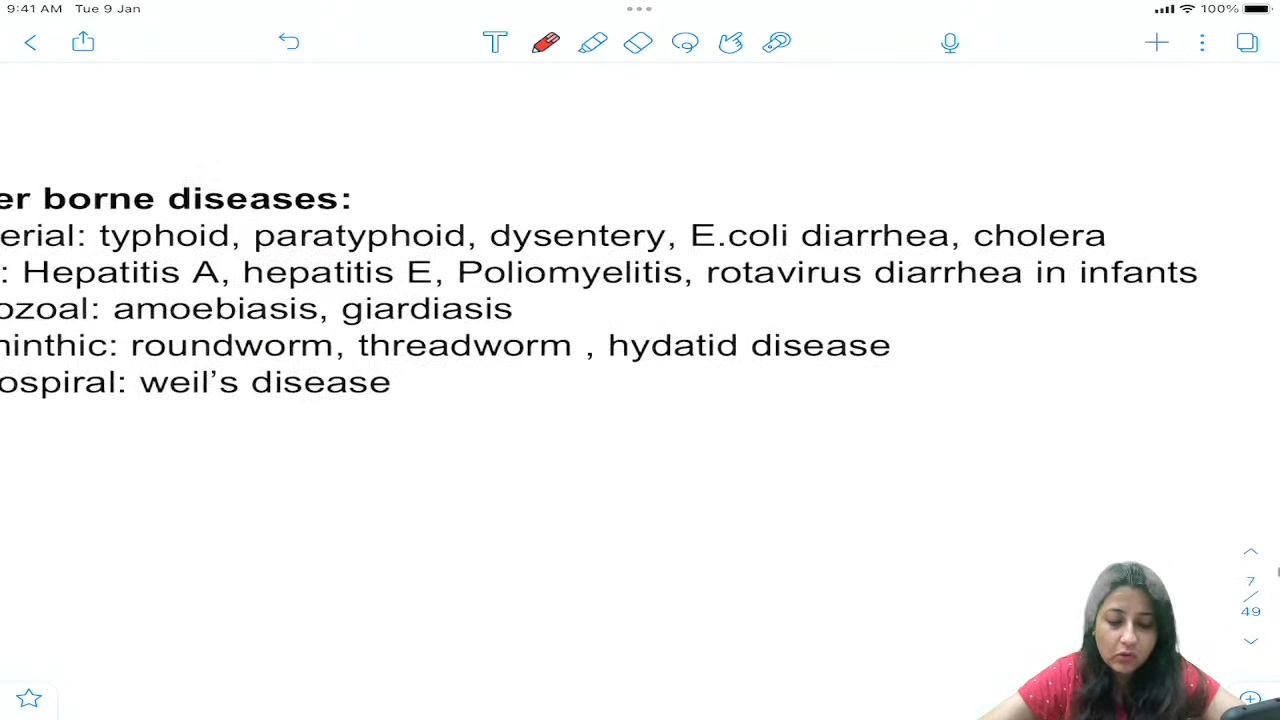 9:41 AM Tue 9 Jan
100%
er borne diseases:
erial: typhoid, paratyphoid, dysentery, E.coli diarrhea, cholera
: Hepatitis A, hepatitis E, Poliomyelitis, rotavirus diarrhea in infants
ozoal: amoebiasis, giardiasis
ninthic: roundworm, threadworm , hydatid disease
ospiral: weil’s disease
7
/
49